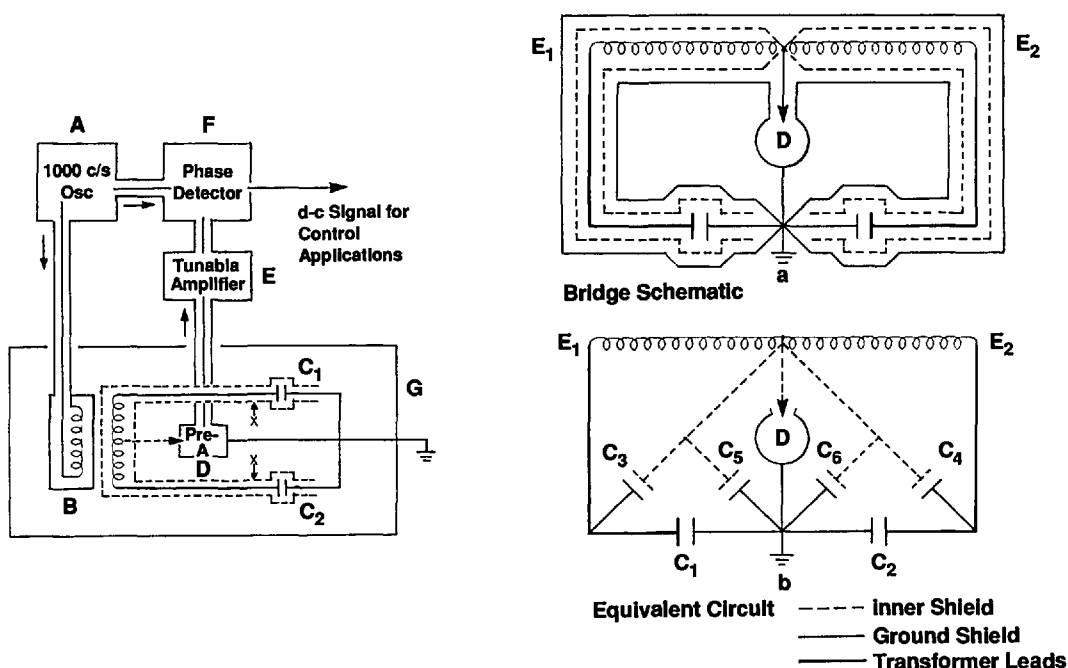 A
F
1000 c/s
Osc
Phase
Detector
d-c Signal for
Control
Applications
Tunabia
Amplifier
E
C1
G
x
Pre-
A
D
x
B
C2
E1
E2
D
a
Bridge Schematic
E1
E2
D
C3
C5
C6
C4
C1
C2
b
Equivalent Circuit
inner Shield
Ground Shield
Transformer Leads